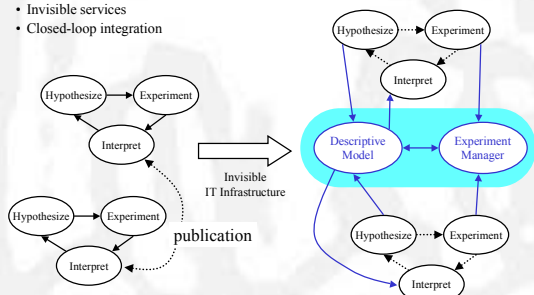 • Invisible services
• Closed-loop integration
Hypothesize
Experiment
Interpret
Hypothesize
Experiment
Interpret
publication
Invisible
IT Infrastructure
Hypothesize
Experiment
Interpret
Descriptive
Model
Experiment
Manager
Hypothesize
Experiment
Interpret